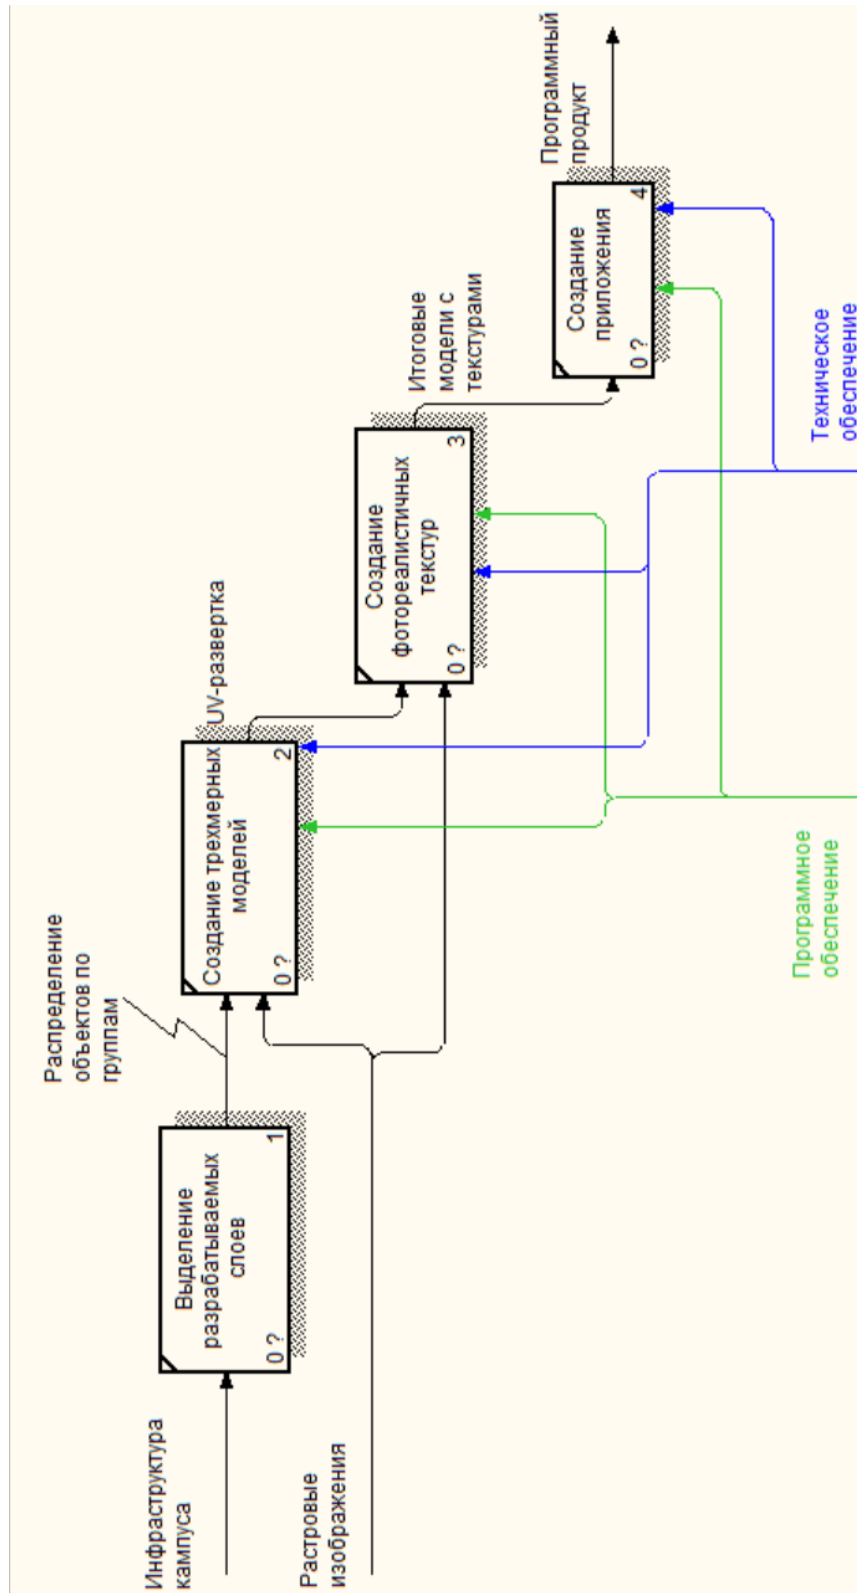 Инфраструктура
кампуса
Растровые
изображения
Выделение
разрабатываемых
слоев
0 ?
1
Распределение
объектов по
группам
Создание трехмерных
моделей
0 ?
2
UV-развертка
Создание
фотореалистичных
текстур
0 ?
3
Итоговые
модели с
текстурами
Создание
приложения
0 ?
4
Программный
продукт
Программное
обеспечение
Техническое
обеспечение